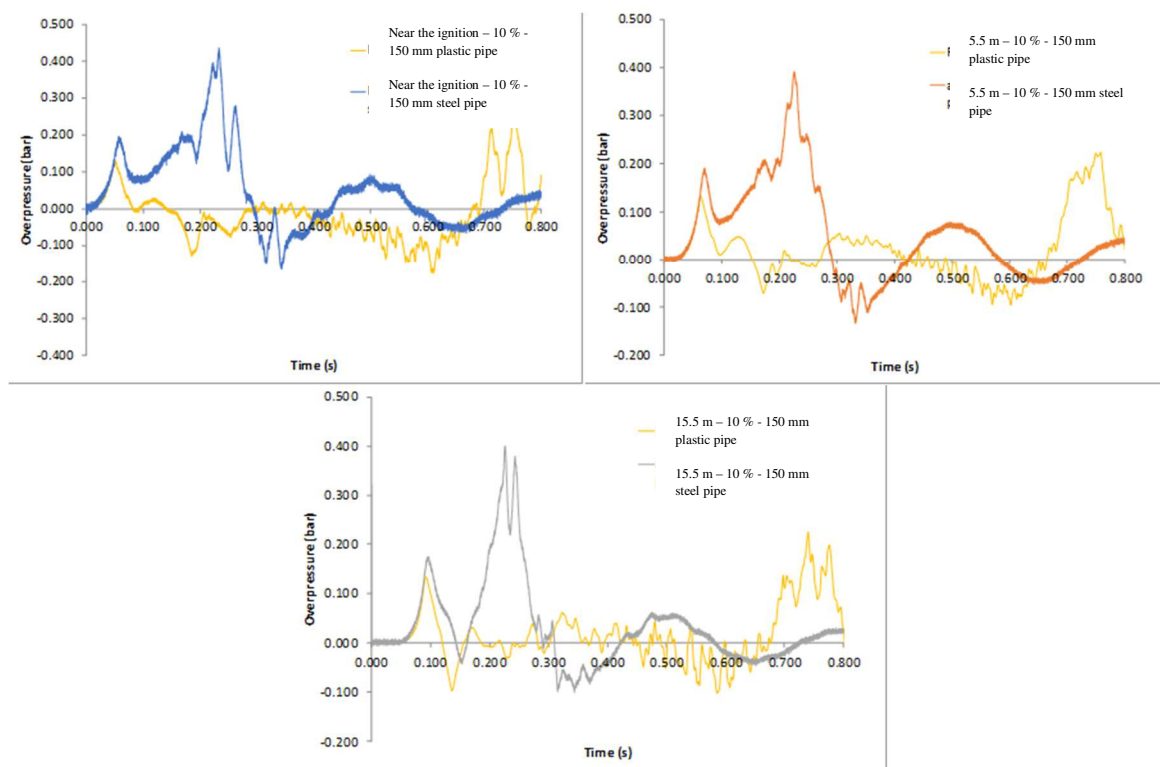 0.500
0.400
0.300
0.200
0.100
0.000
-0.100
-0.200
-0.300
-0.400
Overpressure (bar)
0.000 0.100 0.200 0.300 0.400 0.500 0.600 0.700 0.800
Time (s)
Near the ignition – 10 % -
150 mm plastic pipe
Near the ignition – 10 % -
150 mm steel pipe
0.500
0.400
0.300
0.200
0.100
0.000
-0.100
-0.200
Overpressure (bar)
0.000 0.100 0.200 0.300 0.400 0.500 0.600 0.700 0.800
Time (s)
5.5 m – 10 % - 150 mm
plastic pipe
5.5 m – 10 % - 150 mm steel
pipe
0.500
0.400
0.300
0.200
0.100
0.000
-0.100
-0.200
Overpressure (bar)
0.000 0.100 0.200 0.300 0.400 0.500 0.600 0.700 0.800
Time (s)
15.5 m – 10 % - 150 mm
plastic pipe
15.5 m – 10 % - 150 mm
steel pipe